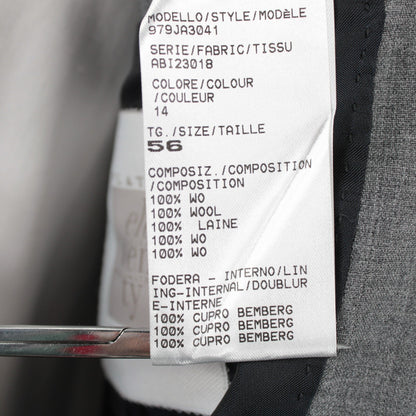 MODELLO/STYLE/MODèLE
979JA3041
SERIE/FABRIC/TISSU
ABI23018
COLORE/COLOUR
/COULEUR
14
TG./SIZE/TAILLE
56
COMPOSIZ./COMPOSITION
/COMPOSITION
100% WO
100% WOOL
100% LAINE
100% WO
100% WO
FODERA - INTERNO/LIN
ING-INTERNAL/DOUBLUR
E-INTERNE
100% CUPRO BEMBERG
100% CUPRO BEMBERG
100% CUPRO BEMBERG